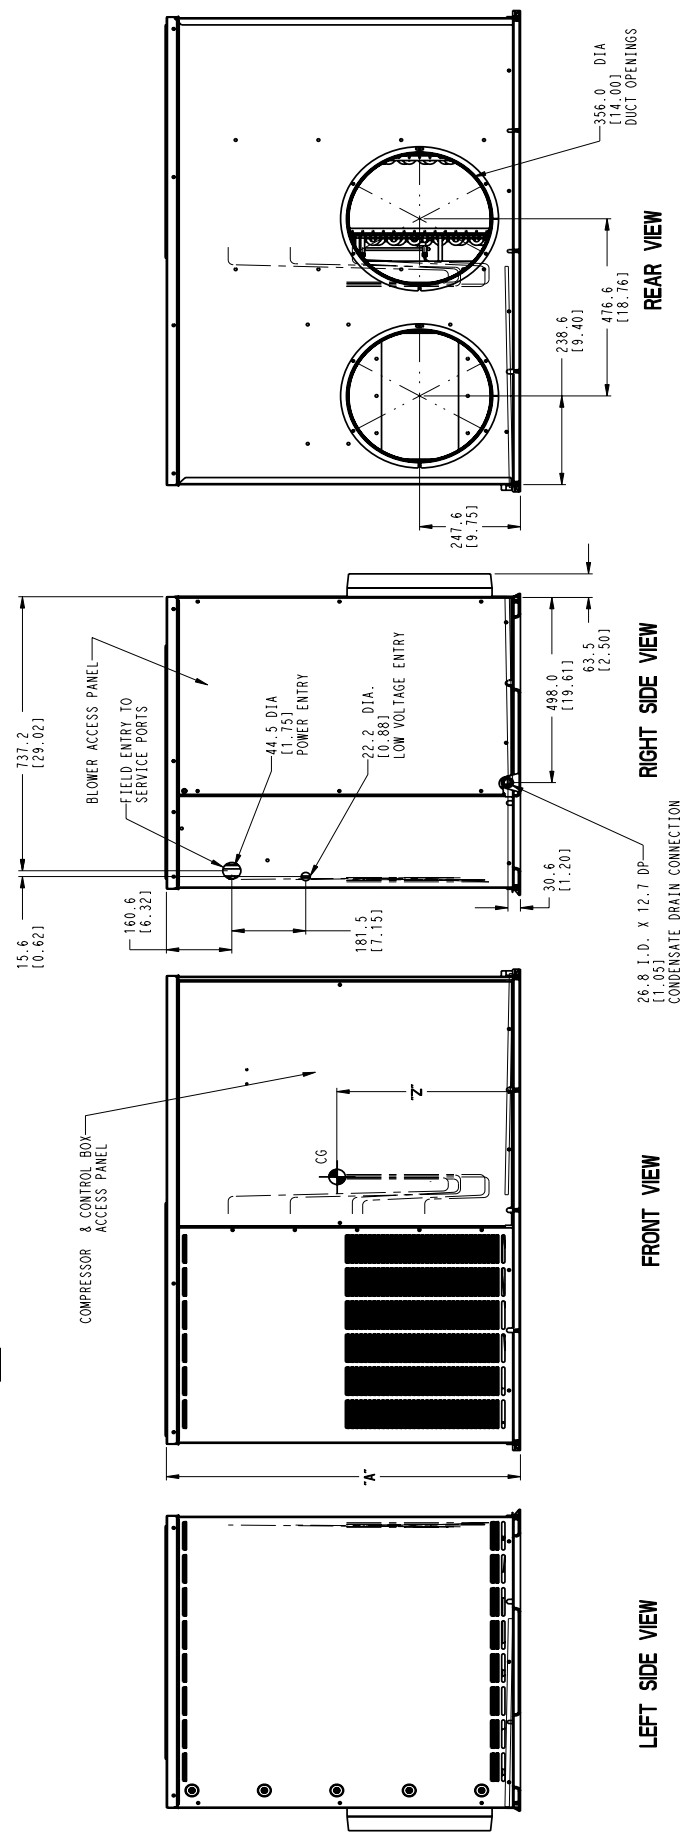 LEFT SIDE VIEW
"A"
COMPRESSOR & CONTROL BOX
ACCESS PANEL
CG
"Z"
FRONT VIEW
15.6
[0.62]
737.2
[29.02]
160.6
[6.32]
181.5
[7.15]
BLOWER ACCESS PANEL
FIELD ENTRY TO
SERVICE PORTS
44.5 DIA
[1.75]
POWER ENTRY
22.2 DIA.
[0.88]
LOW VOLTAGE ENTRY
30.6
[1.20]
498.0
[19.61]
63.5
[2.50]
26.8 I.D. X 12.7 DP
[1.05]
CONDENSATE DRAIN CONNECTION
RIGHT SIDE VIEW
247.6
[9.75]
238.6
[9.40]
476.6
[18.76]
356.0 DIA
[14.00]
DUCT OPENINGS
REAR VIEW